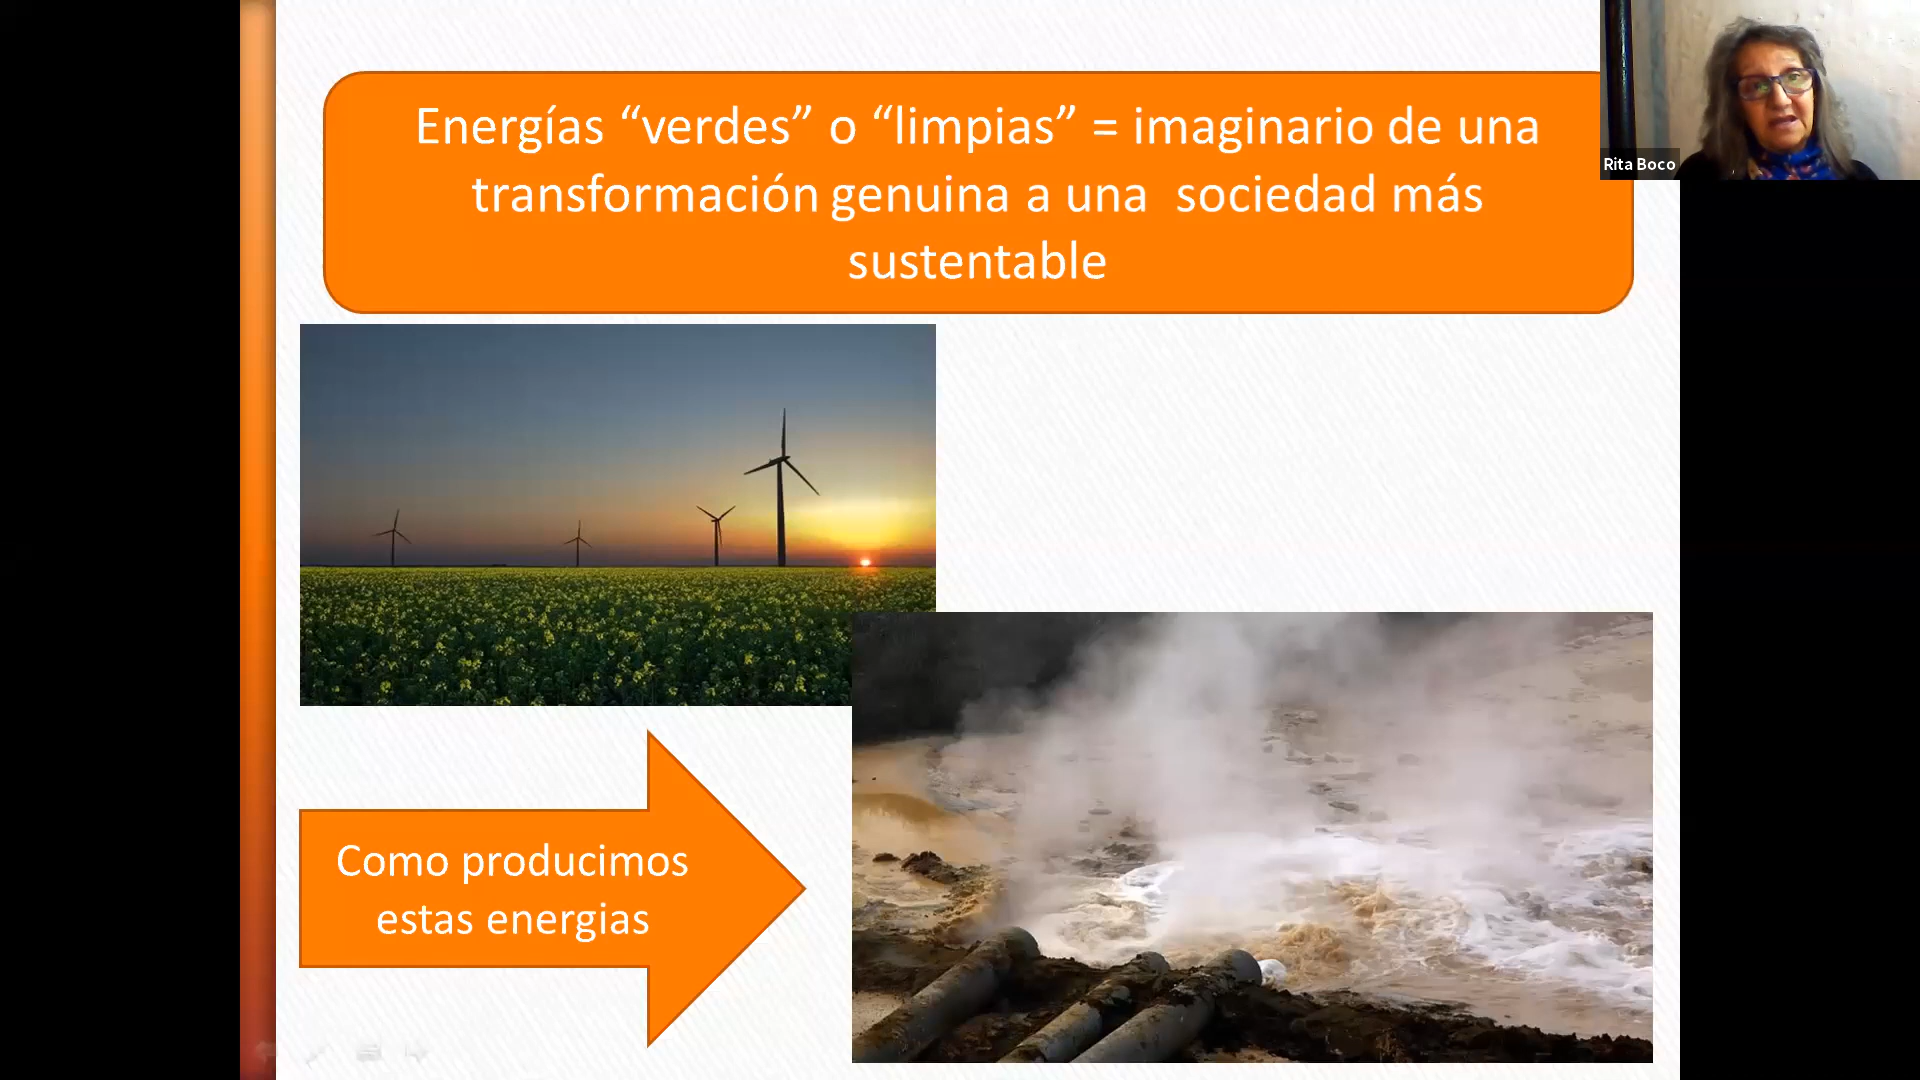 Energías “verdes” o “limpias” = imaginario de una
transformación genuina a una  sociedad más
sustentable
Rita Boco
Como producimos
estas energias